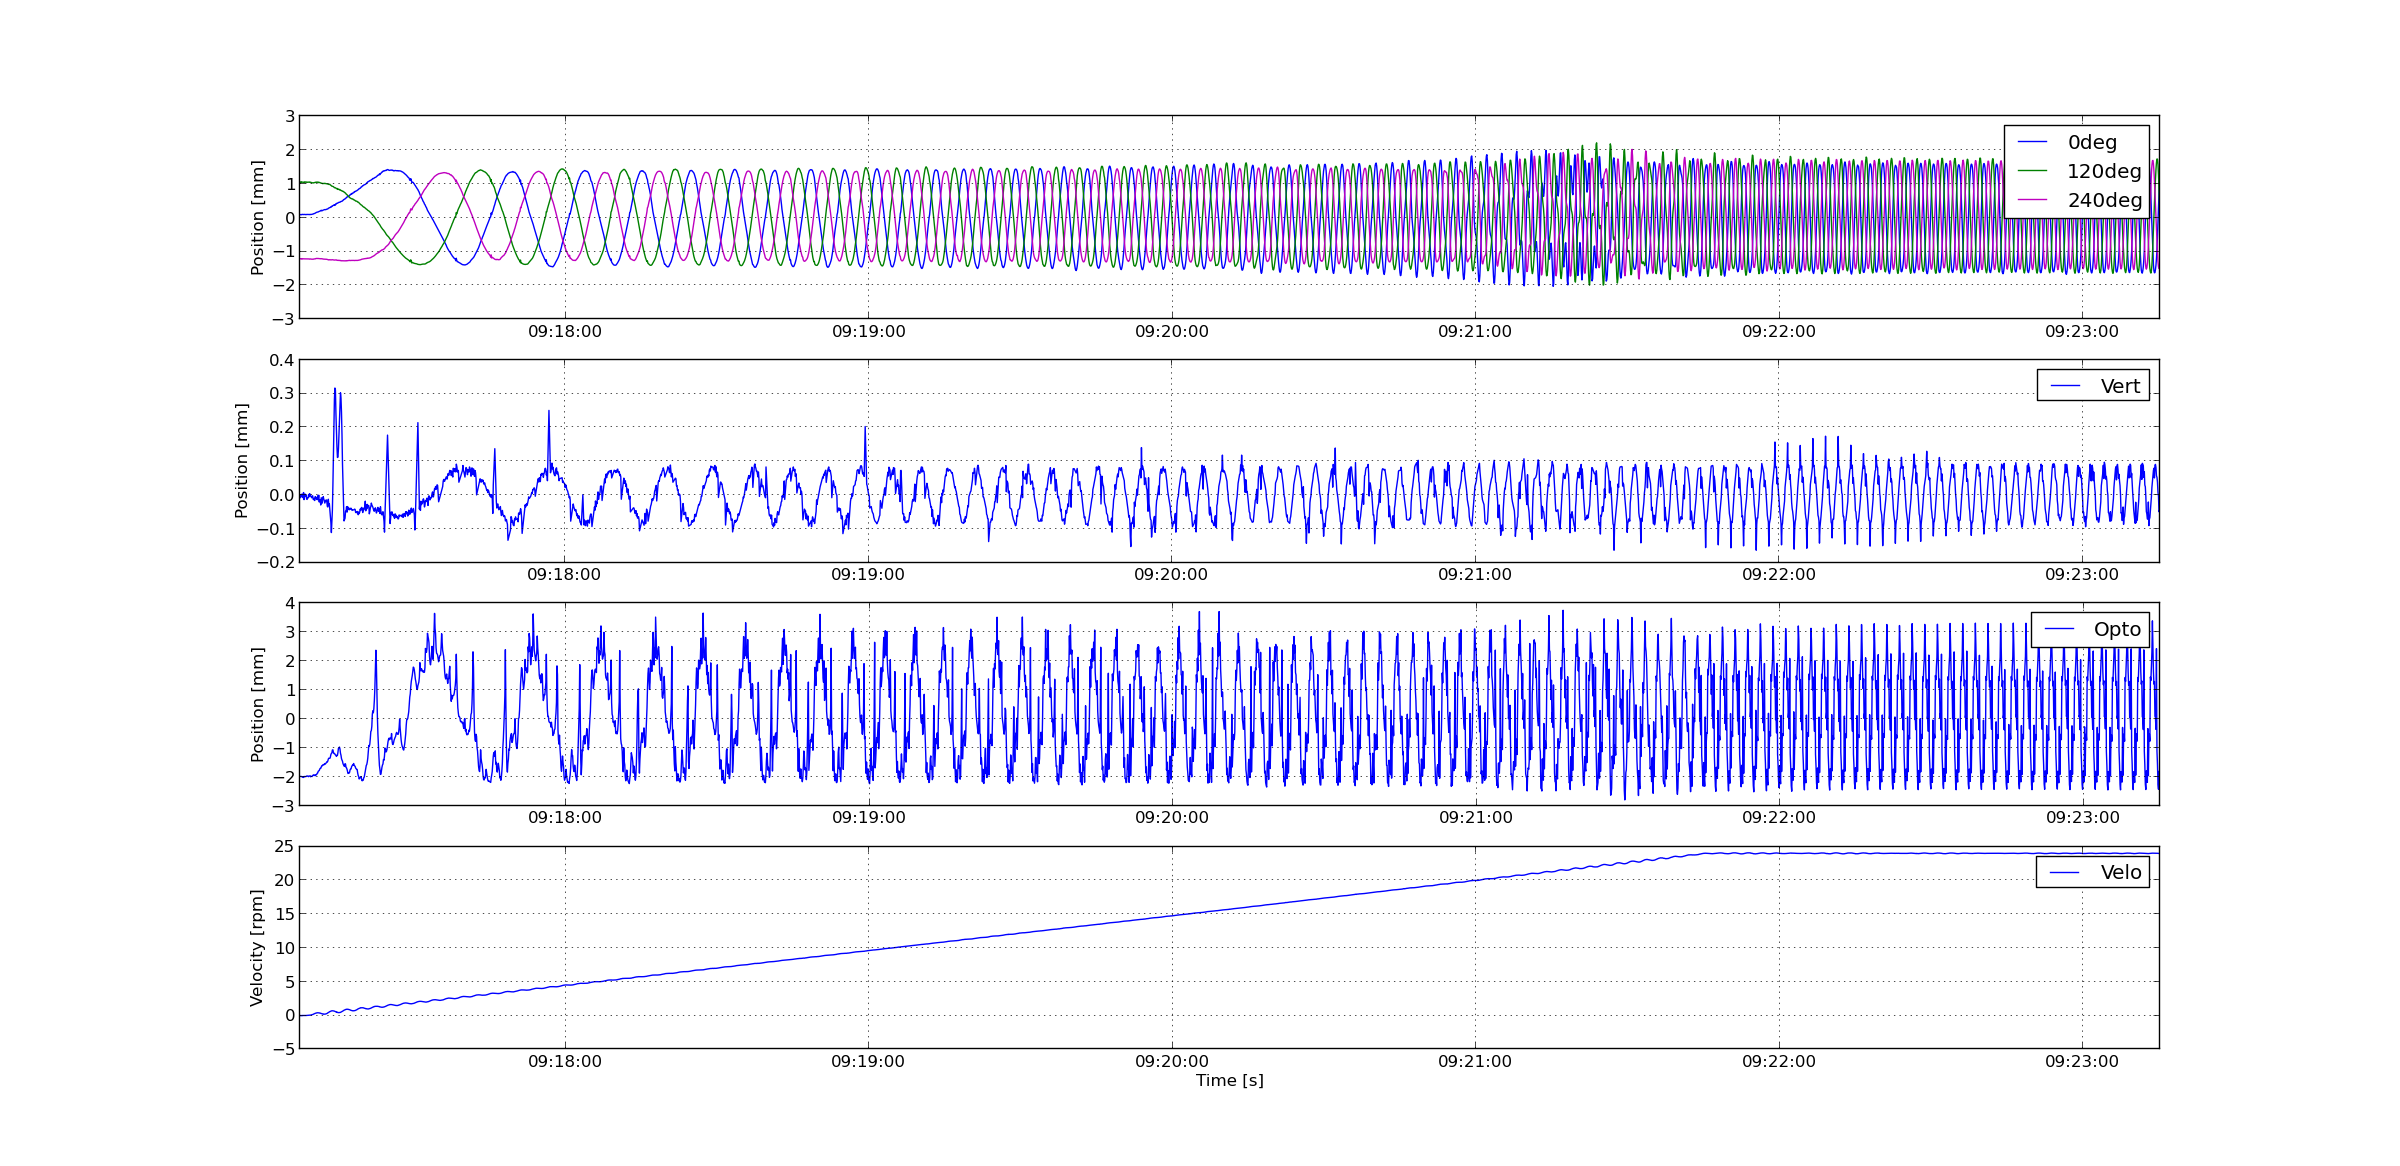 3
2
1
0
−1
−2
−3
Position [mm]
0deg
120deg
240deg
09:18:00 09:19:00 09:20:00 09:21:00 09:22:00 09:23:00
0.4
0.3
0.2
0.1
0.0
−0.1
−0.2
Position [mm]
Vert
09:18:00 09:19:00 09:20:00 09:21:00 09:22:00 09:23:00
4
3
2
1
0
−1
−2
−3
Position [mm]
Opto
09:18:00 09:19:00 09:20:00 09:21:00 09:22:00 09:23:00
25
20
15
10
5
0
−5
Velocity [rpm]
Velo
09:18:00 09:19:00 09:20:00 09:21:00 09:22:00 09:23:00
Time [s]